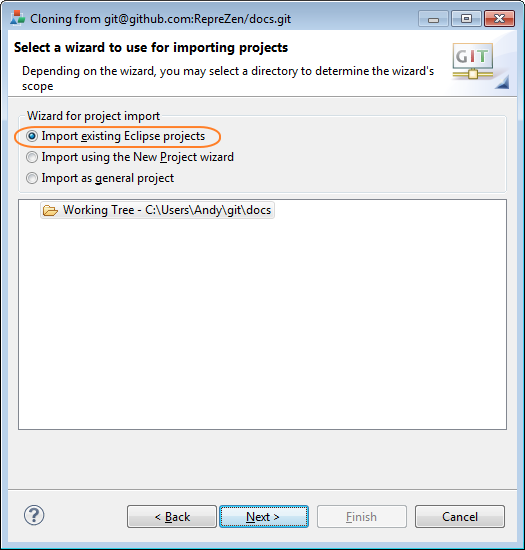 Cloning from git@github.com:RepreZen/docs.git
Select a wizard to use for importing projects
Depending on the wizard, you may select a directory to determine the wizard's
scope
GIT
Wizard for project import
Import existing Eclipse projects
Import using the New Project wizard
Import as general project
Working Tree - C:\Users\Andy\git\docs
?
< Back
Next >
Finish
Cancel